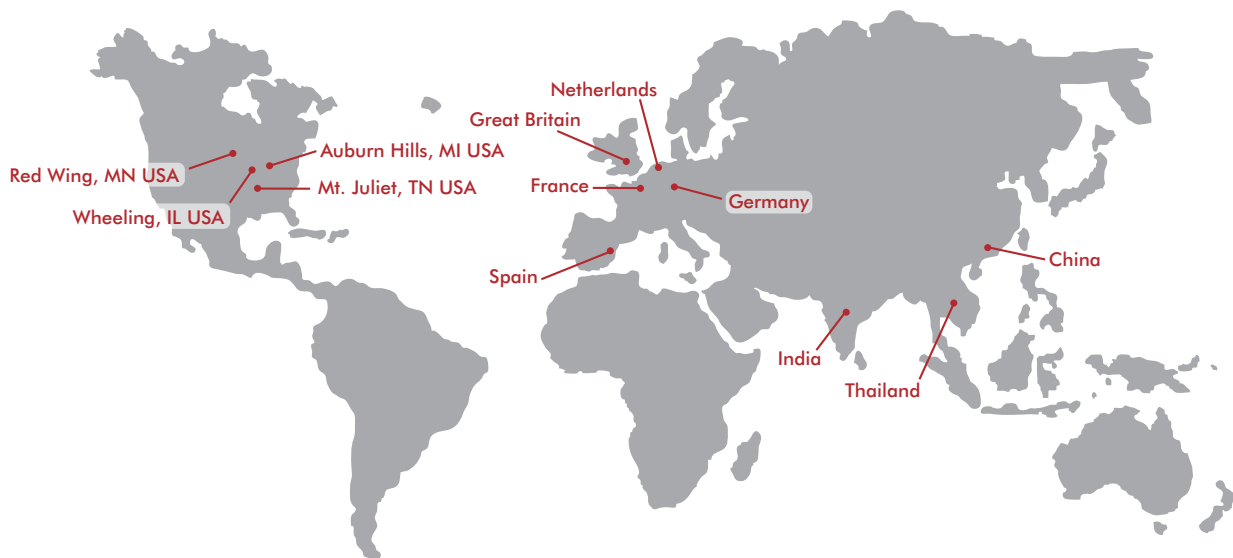 Netherlands
Great Britain
Auburn Hills, MI USA
Red Wing, MN USA
Mt. Juliet, TN USA
France
Germany
Wheeling, IL USA
China
Spain
India
Thailand